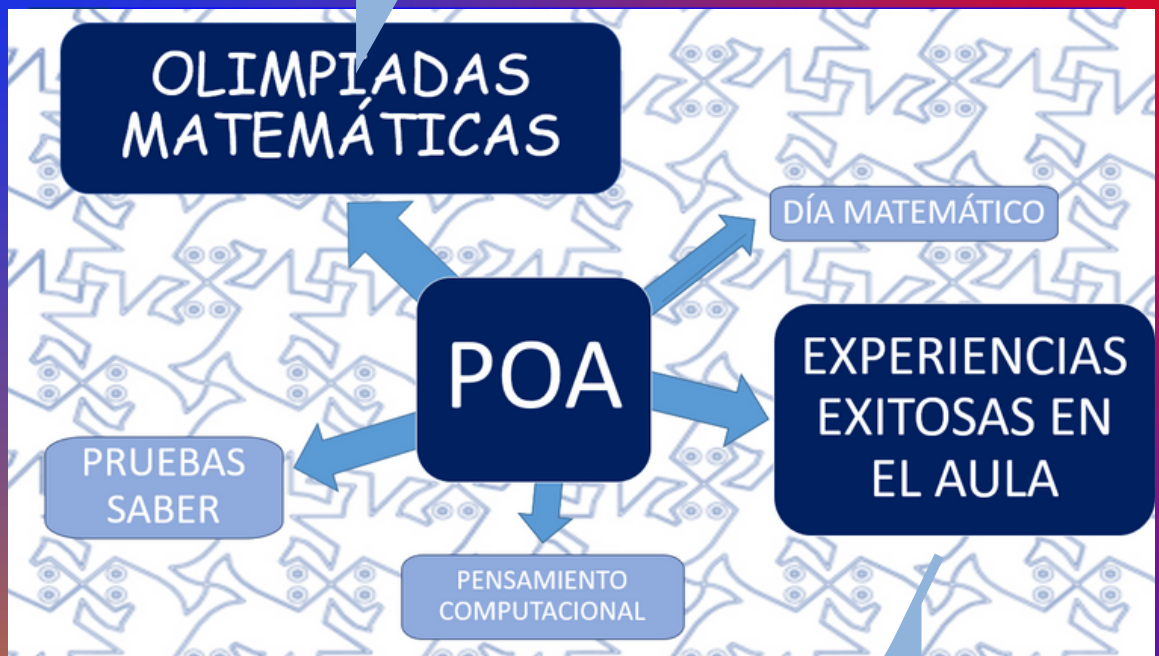 OLIMPIADAS
MATEMÁTICAS
DÍA MATEMÁTICO
POA
EXPERIENCIAS
EXITOSAS EN
EL AULA
PRUEBAS
SABER
PENSAMIENTO
COMPUTACIONAL